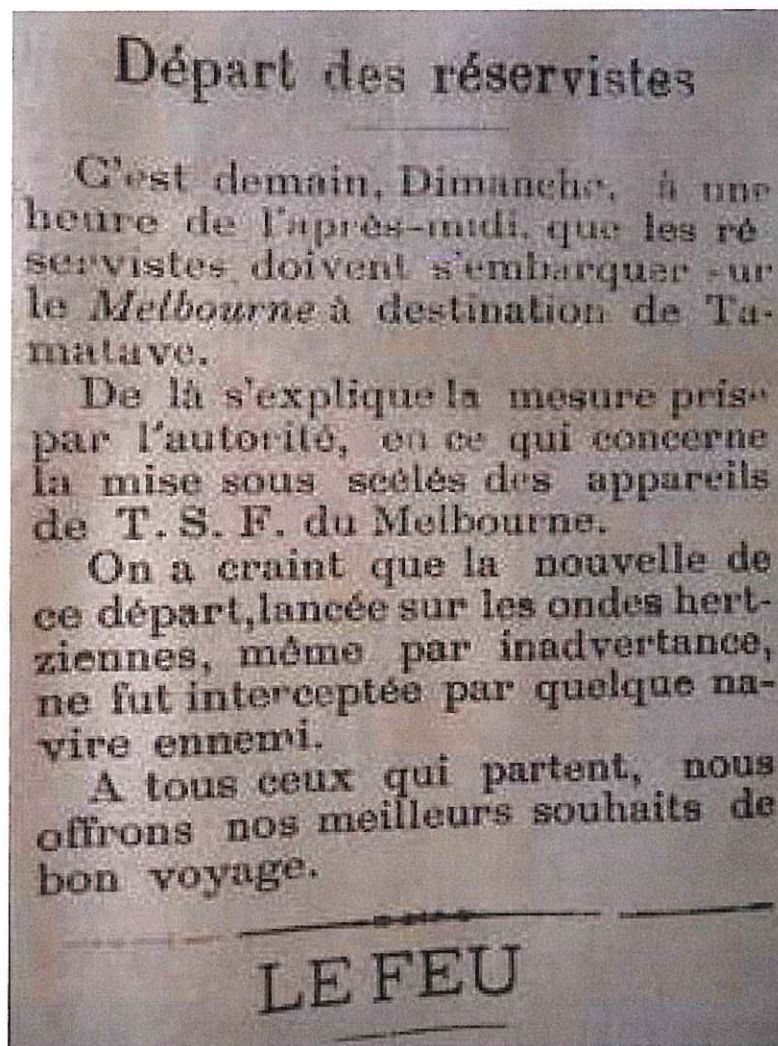 Départ des réservistes
C'est demain, Dimanche, à une
heure de l'après-midi, que les ré
servistes doivent s'embarquer sur
le Melbourne à destination de Ta-
matave.
De là s'explique la mesure prise
par l'autorité, en ce qui concerne
la mise sous scélés des appareils
de T. S. F. du Melbourne.
On a craint que la nouvelle de
ce départ, lancée sur les ondes hert-
ziennes, même par inadvertance,
ne fut interceptée par quelque na-
vire ennemi.
A tous ceux qui partent, nous
offrons nos meilleurs souhaits de
bon voyage.
LE FEU